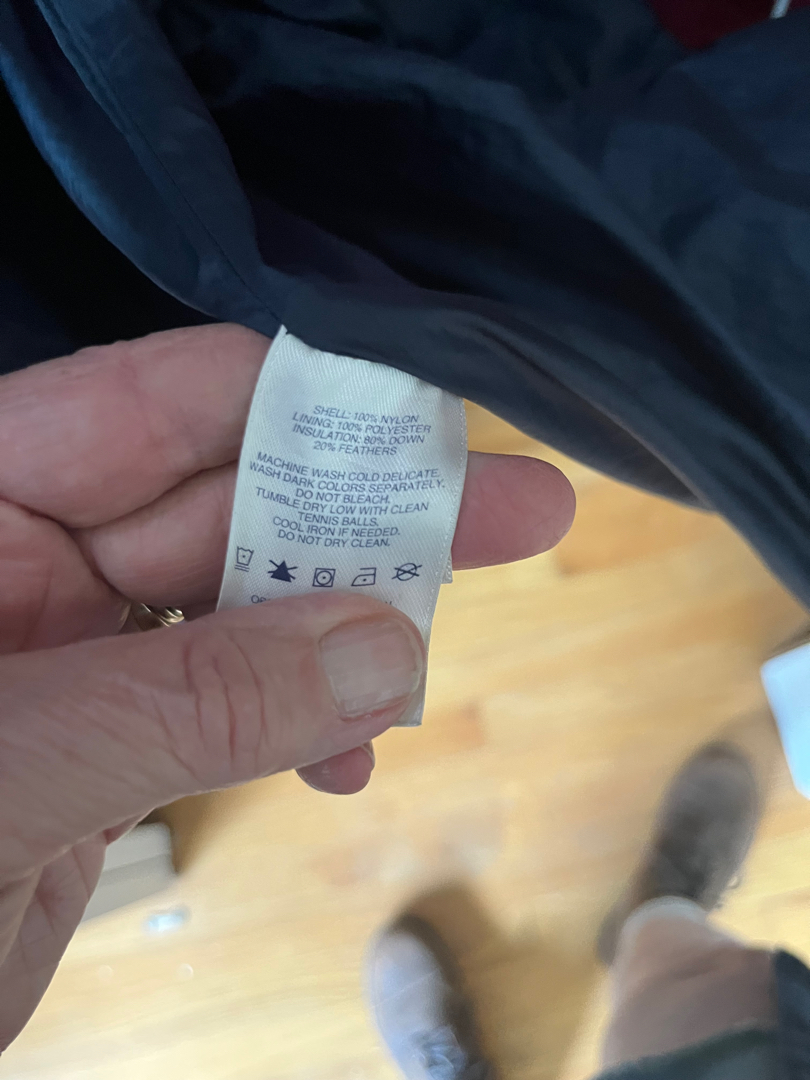 SHELL: 100% NYLON
LINING: 100% POLYESTER
INSULATION: 80% DOWN
20% FEATHERS
MACHINE WASH COLD DELICATE.
WASH DARK COLORS SEPARATELY.
DO NOT BLEACH.
TUMBLE DRY LOW WITH CLEAN
TENNIS BALLS.
COOL IRON IF NEEDED.
DO NOT DRY CLEAN.